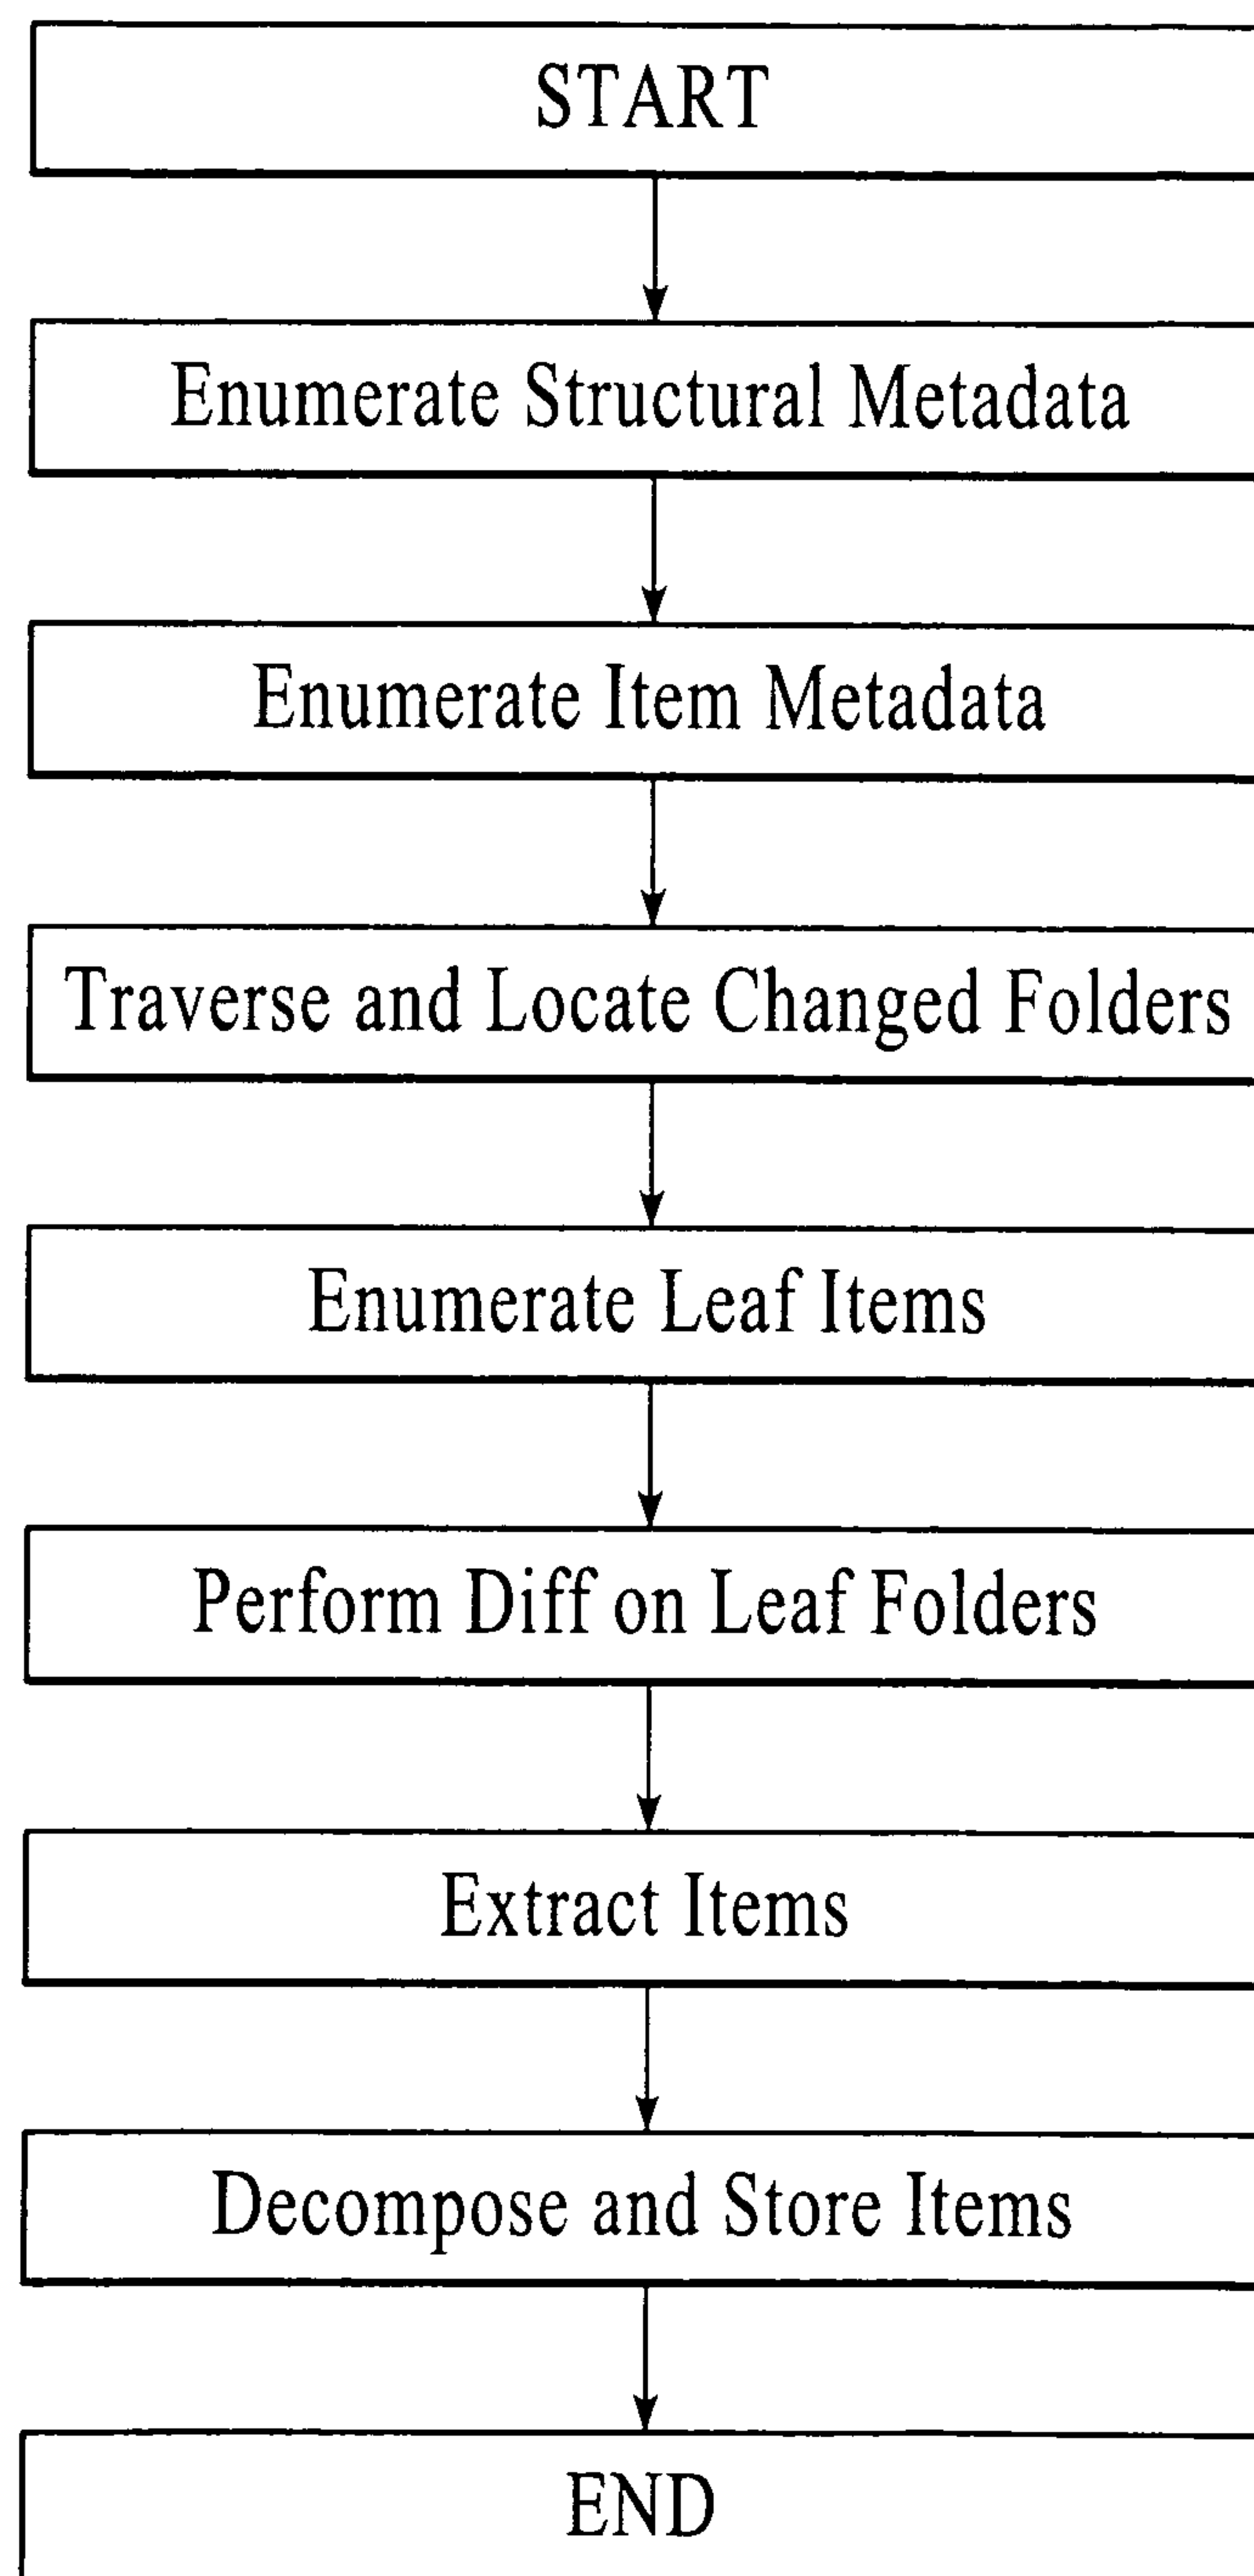 START
Enumerate Structural Metadata
Enumerate Item Metadata
Traverse and Locate Changed Folders
Enumerate Leaf Items
Perform Diff on Leaf Folders
Extract Items
Decompose and Store Items
END